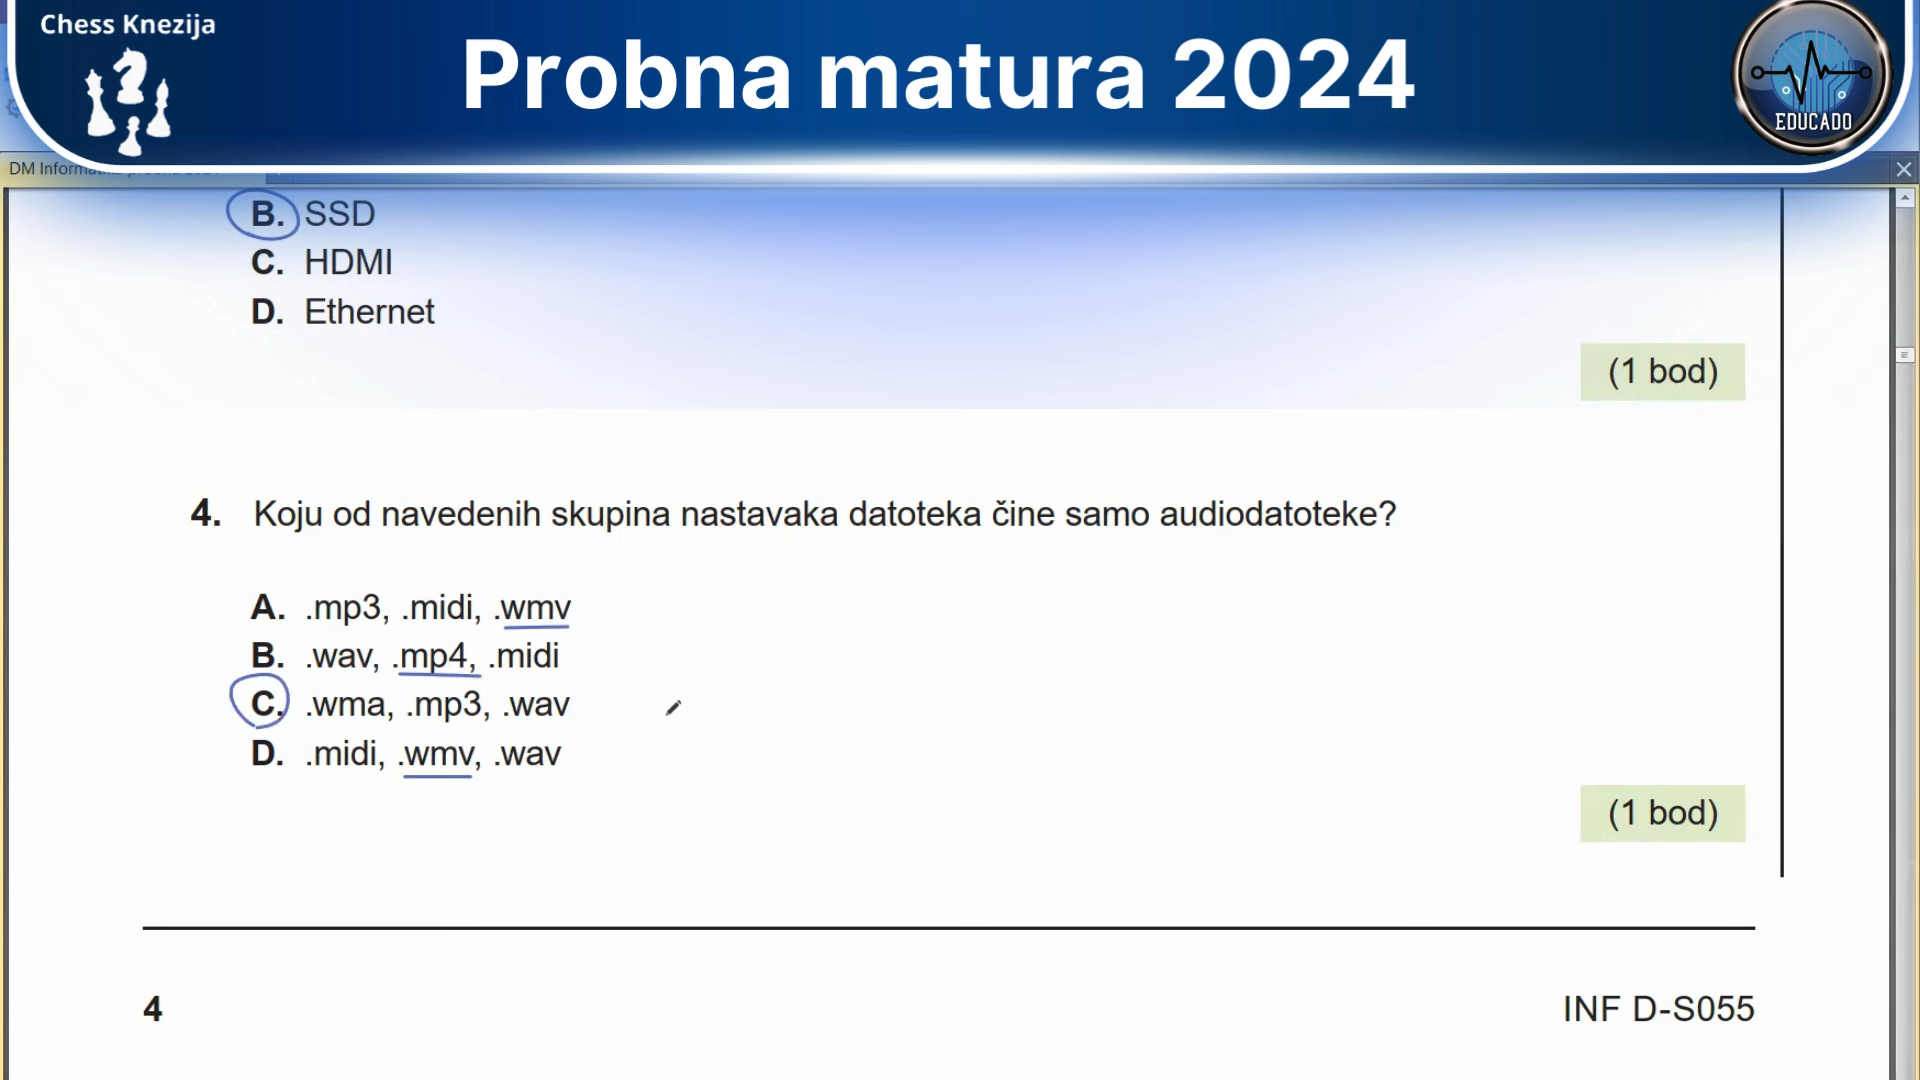 Chess Knezija
Probna matura 2024
EDUCADO
B. SSD
C. HDMI
D. Ethernet
(1 bod)
4. Koju od navedenih skupina nastavaka datoteka čine samo audiodatoteke?
A. .mp3, .midi, .wmv
B. .wav, .mp4, .midi
C. .wma, .mp3, .wav
D. .midi, .wmv, .wav
(1 bod)
4
INF D-S055